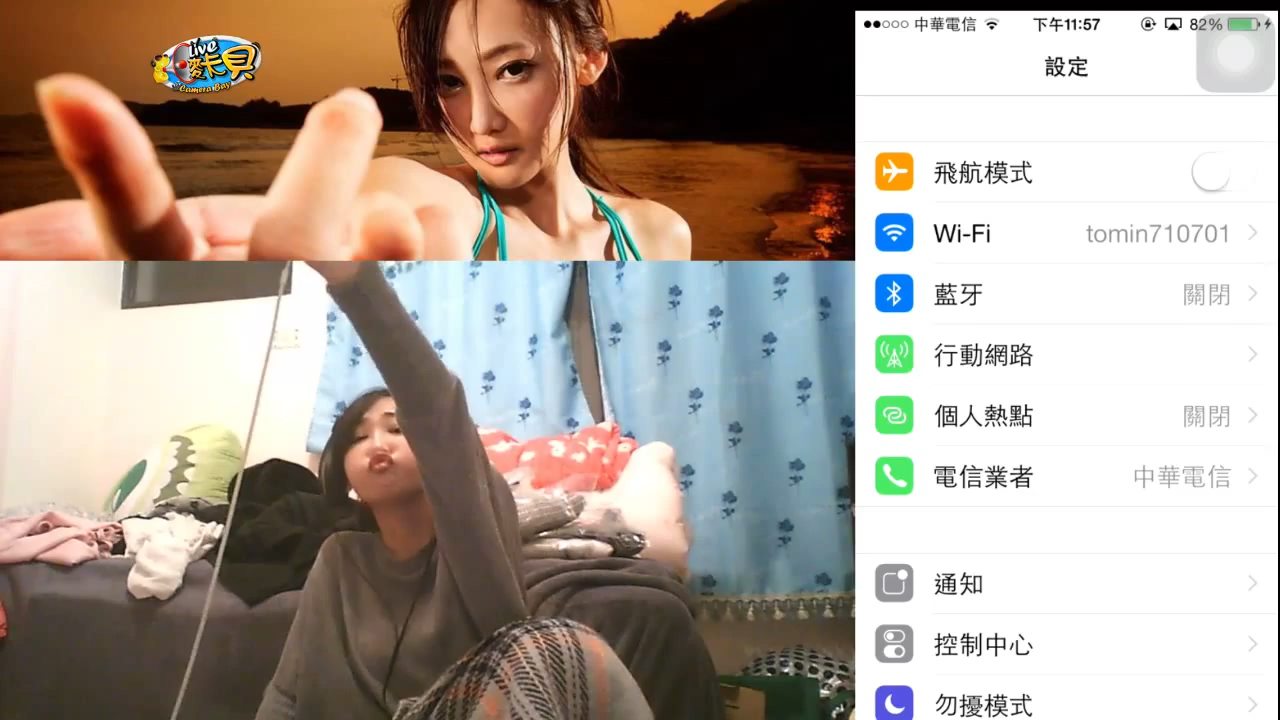 Live
麥卡貝
Camera Bay
中華電信 下午11:57 82%
設定
飛航模式
Wi-Fi tomin710701
藍牙 關閉
行動網路
個人熱點 關閉
電信業者 中華電信
通知
控制中心
勿擾模式